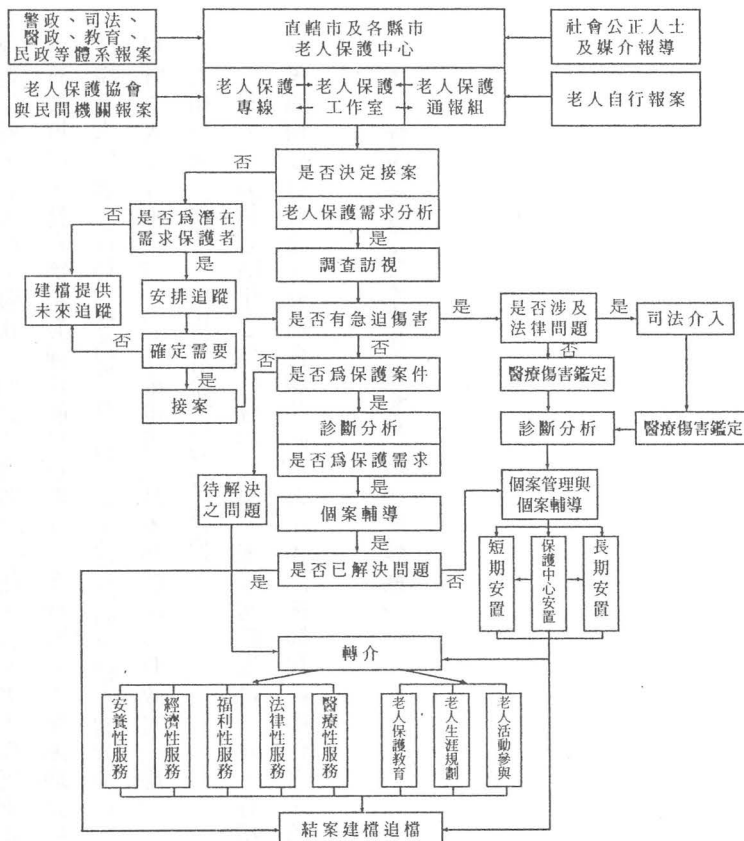 警政、司法、
醫政、教育、
民政等體系報案
直轄市及各縣市
老人保護中心
社會公正人士
及媒介報導
老人保護協會
與民間機關報案
老人保護
專線
老人保護
工作室
老人保護
通報組
老人自行報案
否
是否決定接案
老人保護需求分析
否
是否爲潛在
需求保護者
是
調查訪視
是
建檔提供
未來追蹤
安排追蹤
是否有急迫傷害
是
是否涉及
法律問題
是
司法介入
否
確定需要
否
否
是
接案
否
是否爲保護案件
醫療傷害鑑定
是
診斷分析
是否爲保護需求
診斷分析
醫療傷害鑑定
待解決
之問題
是
個案輔導
個案管理與
個案輔導
是
是
是否已解決問題
否
短期安置
保護中心安置
長期安置
轉介
安養性服務
經濟性服務
福利性服務
法律性服務
醫療性服務
老人保護教育
老人生涯規劃
老人活動參與
結案建檔追檔